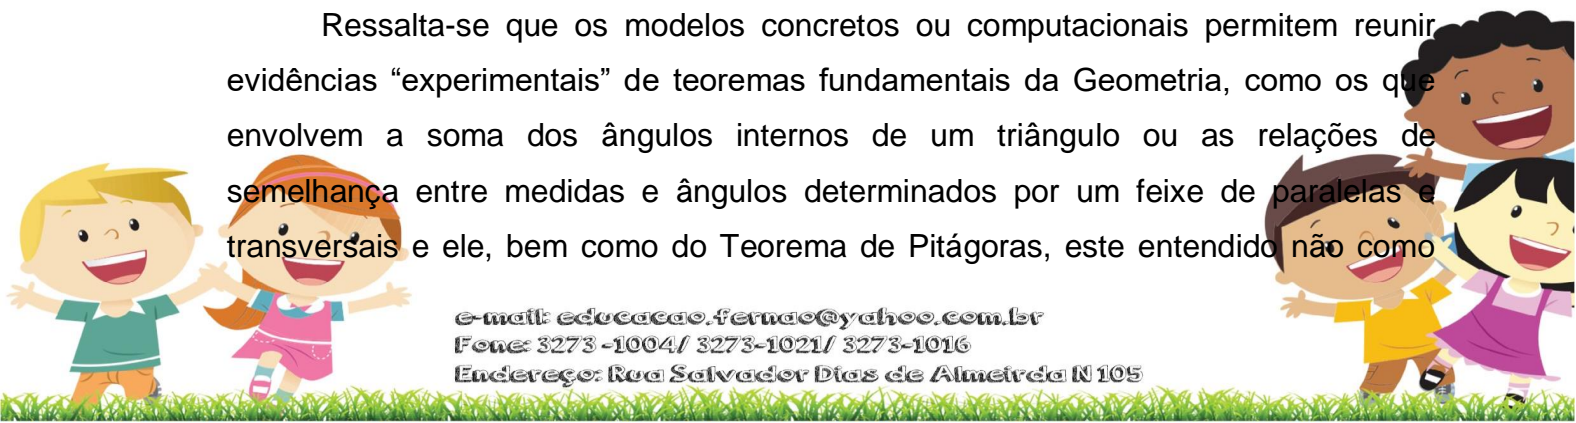 Ressalta-se que os modelos concretos ou computacionais permitem reunir
evidências “experimentais” de teoremas fundamentais da Geometria, como os que
envolvem a soma dos ângulos internos de um triângulo ou as relações de
semelhança entre medidas e ângulos determinados por um feixe de paralelas e
transversais e ele, bem como do Teorema de Pitágoras, este entendido não como
e-mail: educacao.fernao@yahoo.com.br
Fone: 3273 -1004/ 3273-1021/ 3273-1016
Endereço: Rua Salvador Dias de Almeirda N 105